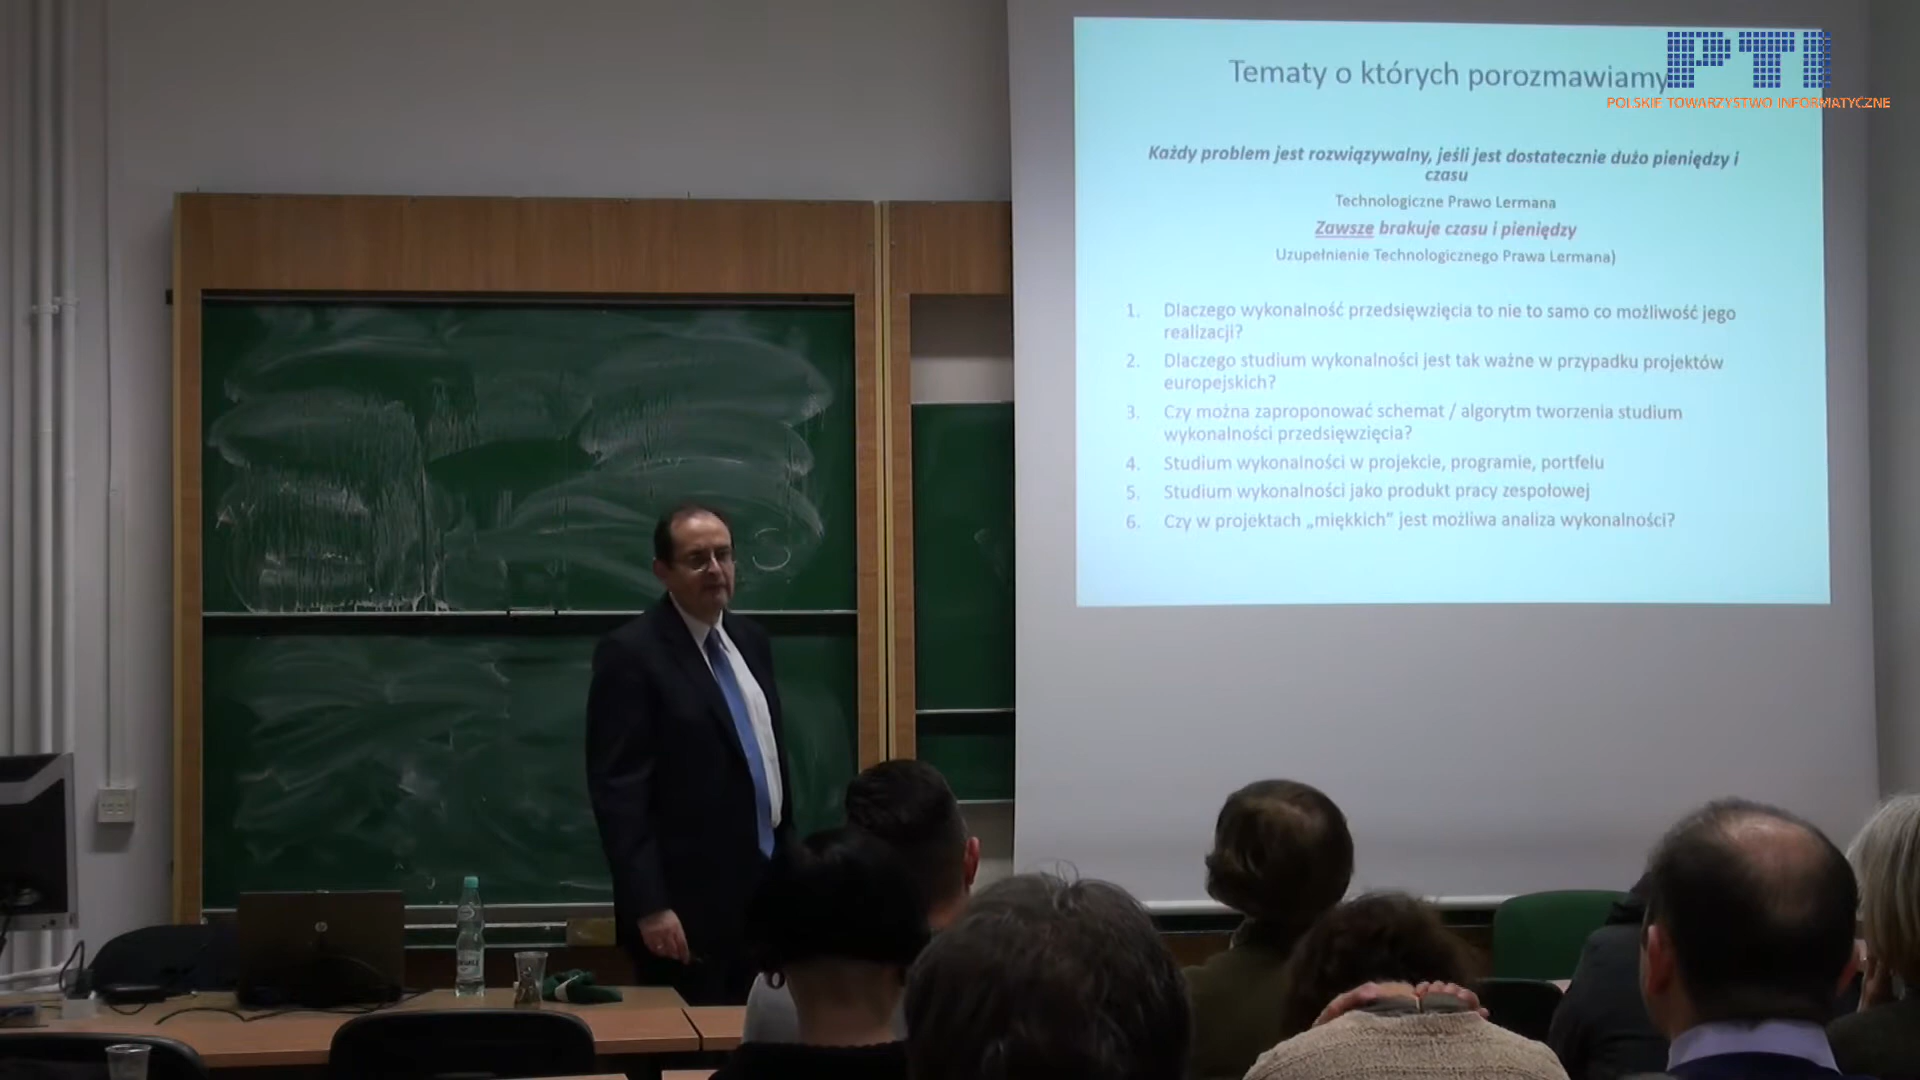 Tematy o których porozmawiamy
PTI
POLSKIE TOWARZYSTWO INFORMATYCZNE
Każdy problem jest rozwiązywalny, jeśli jest dostatecznie dużo pieniędzy i
czasu
Technologiczne Prawo Lermana
Zawsze brakuje czasu i pieniędzy
Uzupełnienie Technologicznego Prawa Lermana)
1. Dlaczego wykonalność przedsięwzięcia to nie to samo co możliwość jego
realizacji?
2. Dlaczego studium wykonalności jest tak ważne w przypadku projektów
europejskich?
3. Czy można zaproponować schemat / algorytm tworzenia studium
wykonalności przedsięwzięcia?
4. Studium wykonalności w projekcie, programie, portfelu
5. Studium wykonalności jako produkt pracy zespołowej
6. Czy w projektach „miękkich” jest możliwa analiza wykonalności?
hp